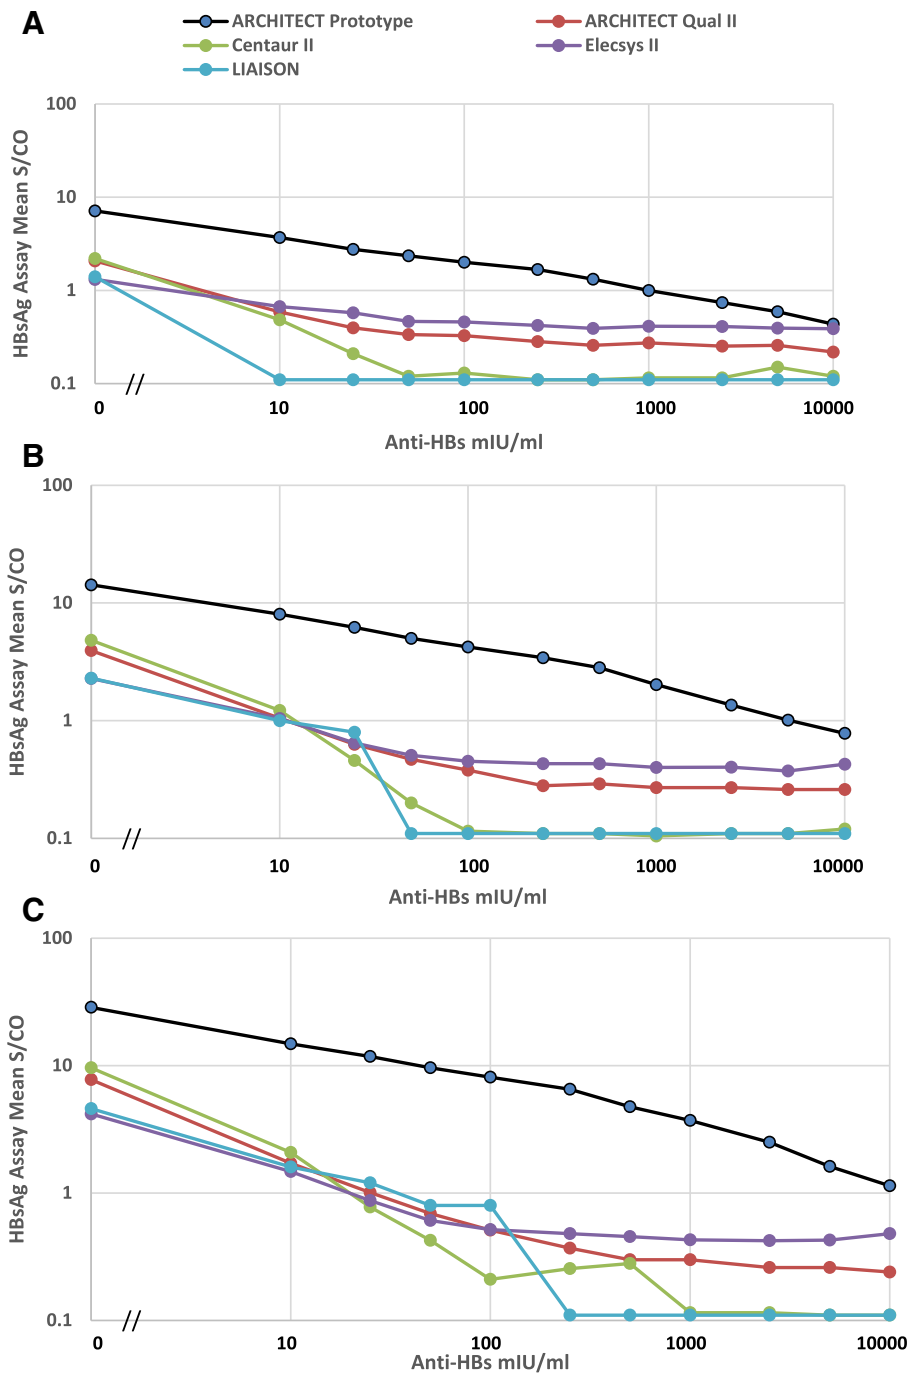 A
ARCHITECT Prototype
ARCHITECT Qual II
Centaur II
Elecsys II
LIAISON
HBsAg Assay Mean S/CO
100
10
1
0.1
0 10 100 1000 10000
Anti-HBs mIU/ml
B
HBsAg Assay Mean S/CO
100
10
1
0.1
0 10 100 1000 10000
Anti-HBs mIU/ml
C
HBsAg Assay Mean S/CO
100
10
1
0.1
0 10 100 1000 10000
Anti-HBs mIU/ml